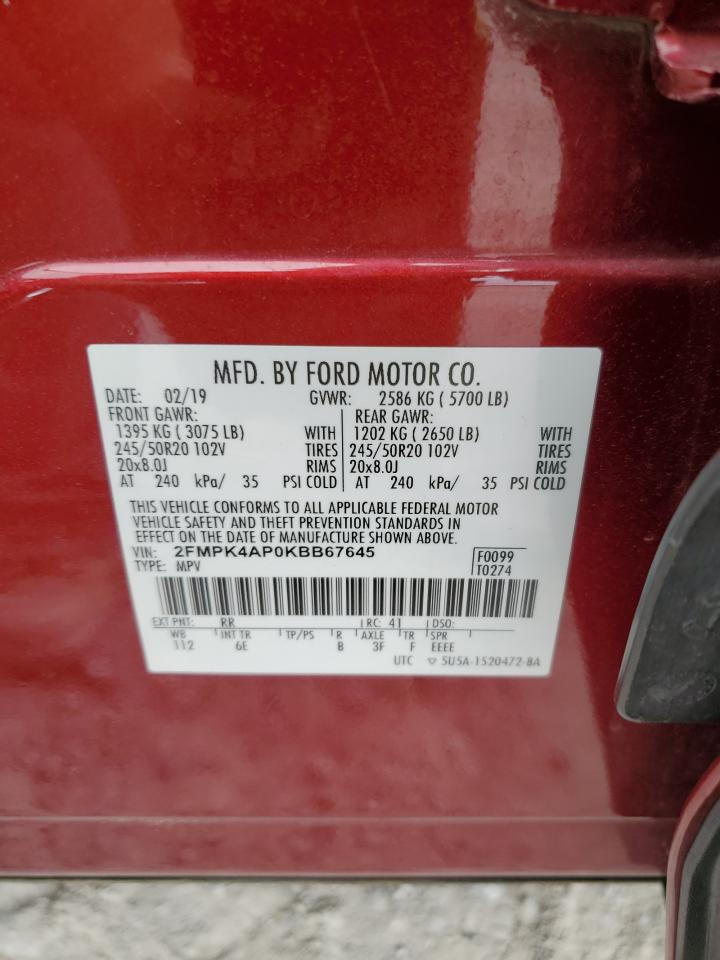 MFD. BY FORD MOTOR CO.
DATE: 02/19 GVWR: 2586 KG ( 5700 LB)
FRONT GAWR: REAR GAWR:
1395 KG ( 3075 LB) WITH 1202 KG ( 2650 LB) WITH
245/50R20 102V TIRES 245/50R20 102V TIRES
20x8.0J RIMS 20x8.0J RIMS
AT 240 kPa/ 35 PSI COLD AT 240 kPa/ 35 PSI COLD
THIS VEHICLE CONFORMS TO ALL APPLICABLE FEDERAL MOTOR
VEHICLE SAFETY AND THEFT PREVENTION STANDARDS IN
EFFECT ON THE DATE OF MANUFACTURE SHOWN ABOVE.
VIN: 2FMPK4AP0KBB67645 F0099
TYPE: MPV T0274
EXT PNT: RR RC: 41 DSO:
WB INT TR TP/PS R AXLE TR SPR
112 6E B 3F F EEEE
UTC ▽ 5U5A-1520472-BA